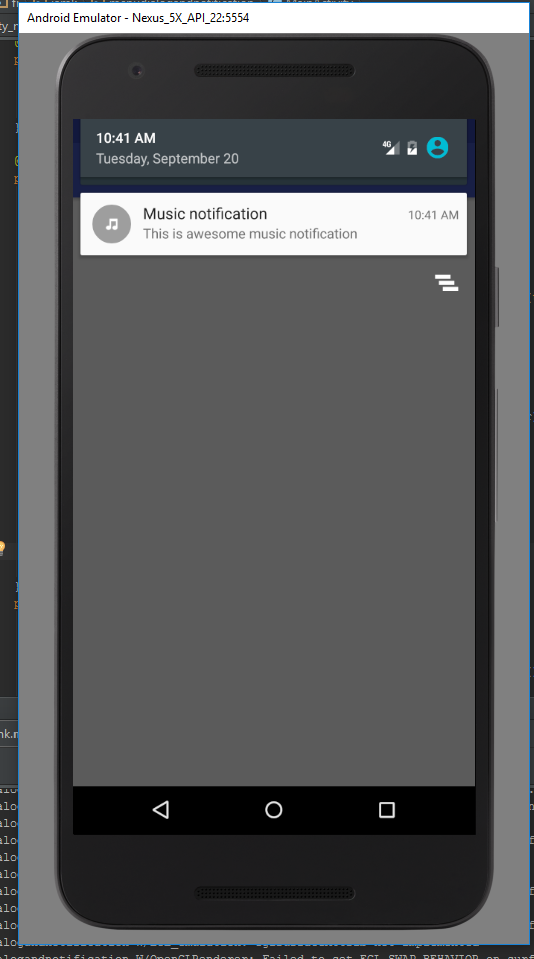 Android Emulator - Nexus_5X_API_22:5554
10:41 AM
Tuesday, September 20
4G
Music notification
10:41 AM
This is awesome music notification